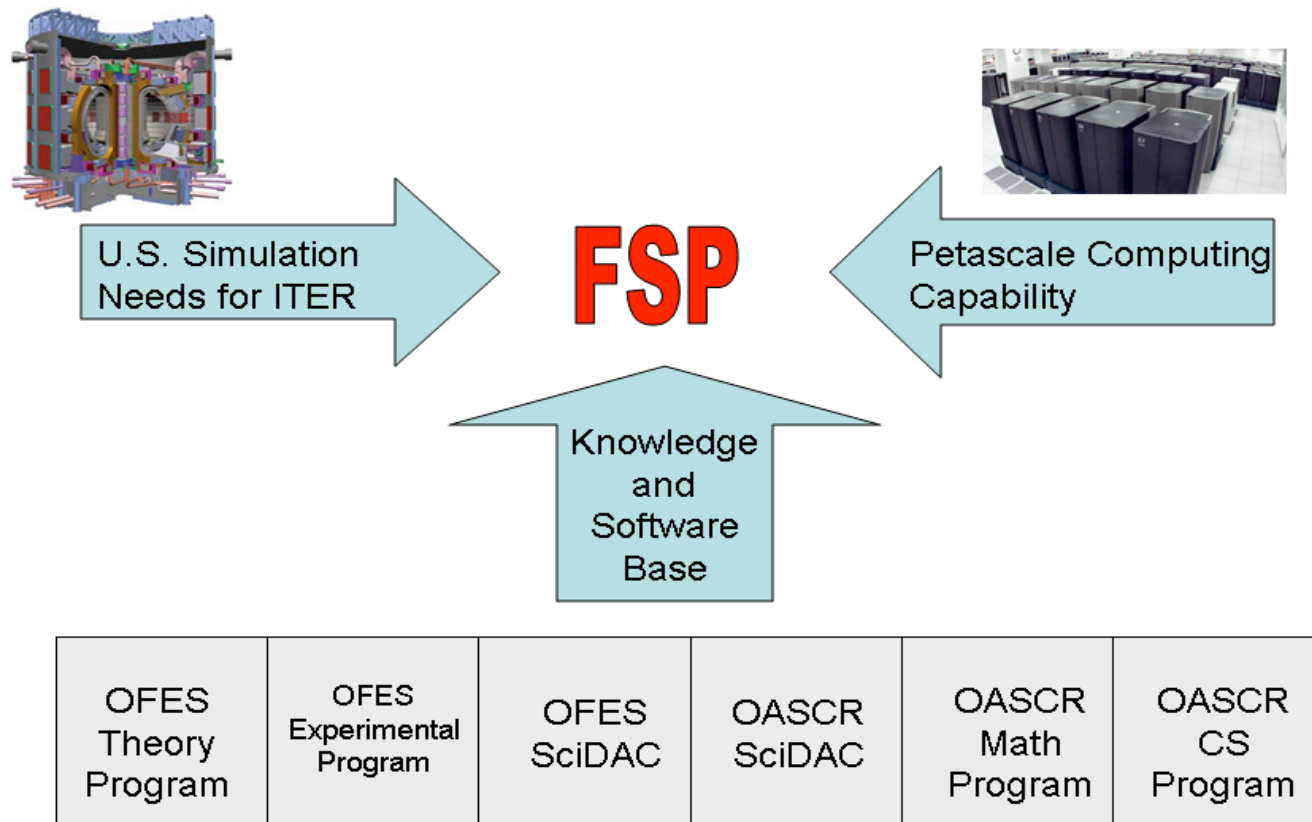 U.S. Simulation
Needs for ITER
FSP
Petascale Computing
Capability
Knowledge
and
Software
Base
OFES
Theory
Program
OFES
Experimental
Program
OFES
SciDAC
OASCR
SciDAC
OASCR
Math
Program
OASCR
CS
Program